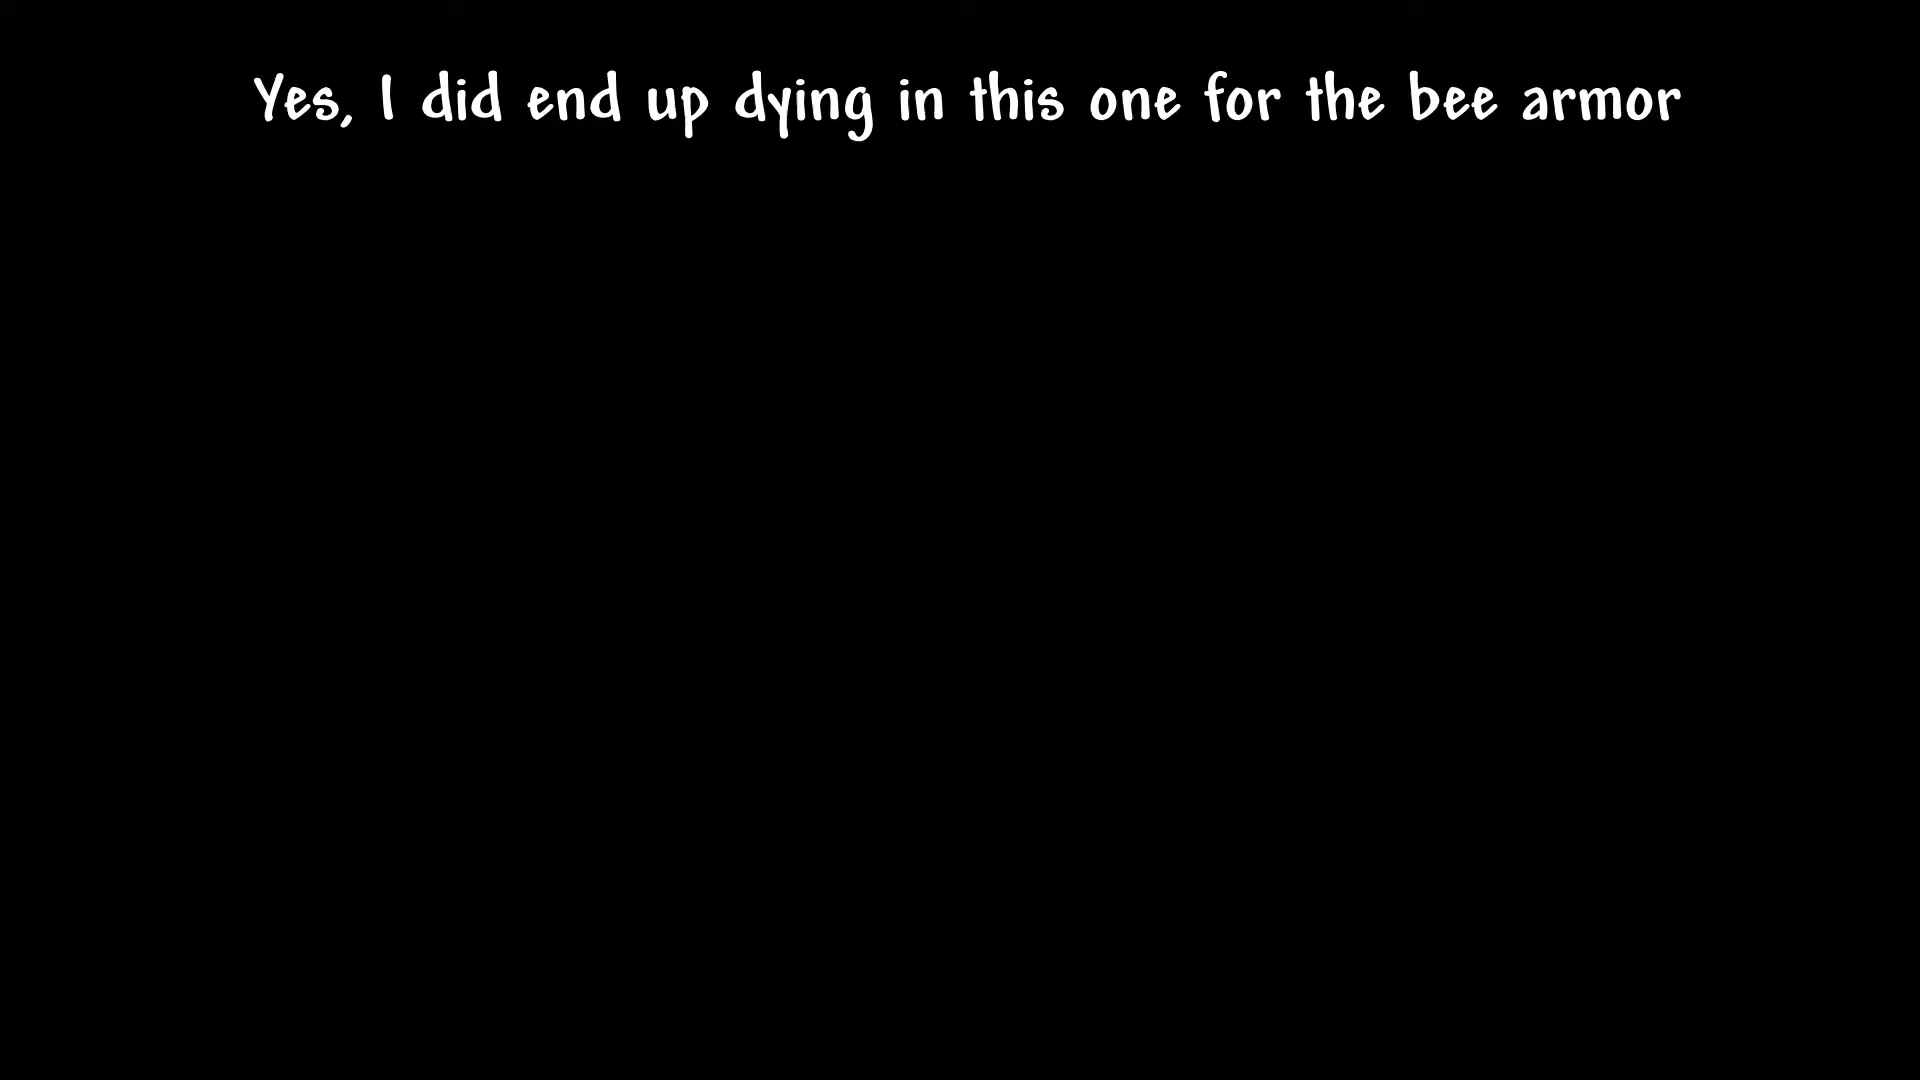 Yes, I did end up dying in this one for the bee armor